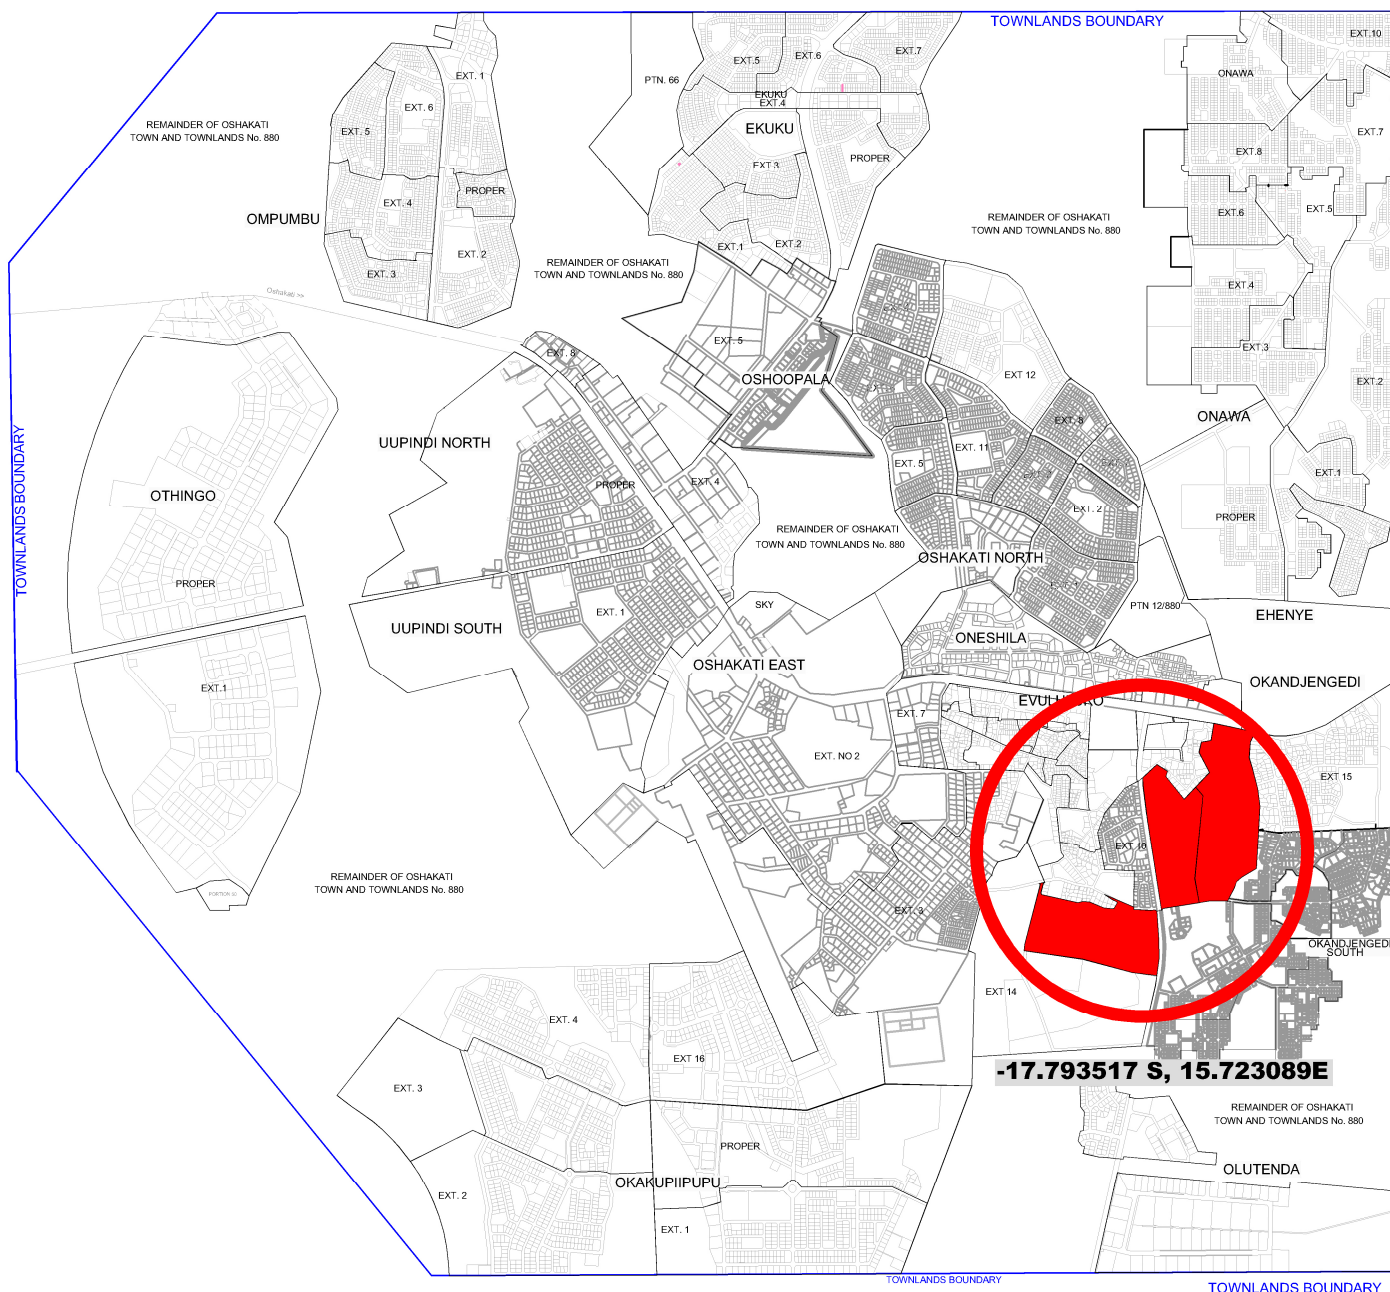 TOWNLANDS BOUNDARY
EXT.10
EXT. 1
EXT.5
EXT.6
EXT.7
ONAWA
PTN. 66
EKUKU
EXT.4
EXT. 6
REMAINDER OF OSHAKATI
TOWN AND TOWNLANDS No. 880
EXT. 5
EKUKU
PROPER
EXT.7
EXT.8
EXT.3
PROPER
EXT. 4
OMPUMBU
EXT.6
EXT.5
REMAINDER OF OSHAKATI
TOWN AND TOWNLANDS No. 880
EXT.1
EXT.2
EXT. 2
EXT. 3
REMAINDER OF OSHAKATI
TOWN AND TOWNLANDS No. 880
EXT.4
Oshakati >>
EXT. 5
EXT. 8
EXT.3
EXT 12
OSHOOPALA
EXT.2
ONAWA
EXT. 8
UUPINDI NORTH
EXT. 11
EXT. 5
EXT.1
PROPER
EXT. 4
OTHINGO
EXT. 2
PROPER
REMAINDER OF OSHAKATI
TOWN AND TOWNLANDS No. 880
TOWNLANDS BOUNDARY
OSHAKATI NORTH
PROPER
SKY
PTN 12/880
EXT. 1
EHENYE
UUPINDI SOUTH
ONESHILA
OSHAKATI EAST
OKANDJENGEDI
EXT.1
EXT. 7
EXT. NO 2
EXT 15
EXT 10
REMAINDER OF OSHAKATI
TOWN AND TOWNLANDS No. 880
PORTION 50
EXT. 3
OKANDJENGEDI
SOUTH
EXT 14
EXT. 4
EXT 16
-17.793517 S, 15.723089E
EXT. 3
REMAINDER OF OSHAKATI
TOWN AND TOWNLANDS No. 880
PROPER
OLUTENDA
OKAKUPIIPUPU
EXT. 2
EXT. 1
TOWNLANDS BOUNDARY
TOWNLANDS BOUNDARY